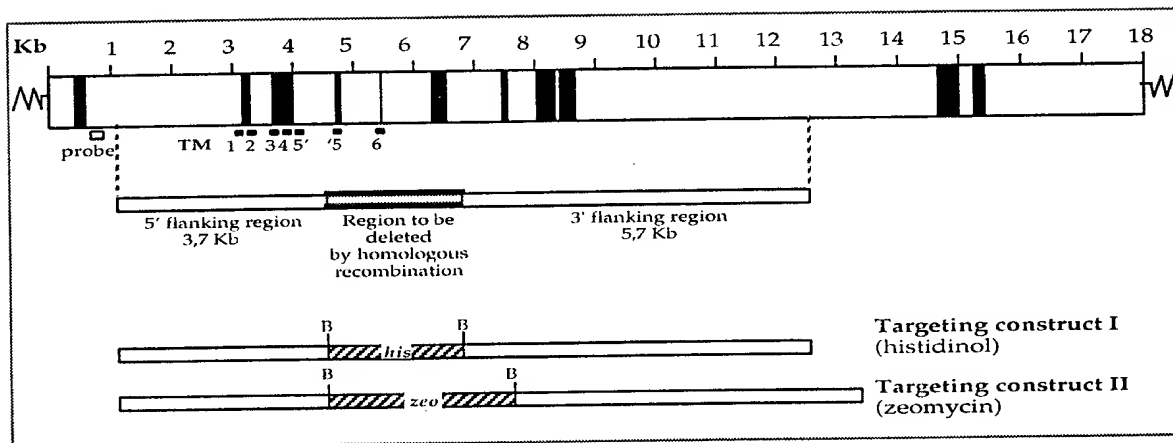 Kb 1 2 3 4 5 6 7 8 9 10 11 12 13 14 15 16 17 18
probe TM 1 2 3 4 5' '5 6
5' flanking region
3,7 Kb
Region to be
deleted
by homologous
recombination
3' flanking region
5,7 Kb
B B
his
Targeting construct I
(histidinol)
B B
zeo
Targeting construct II
(zeomycin)